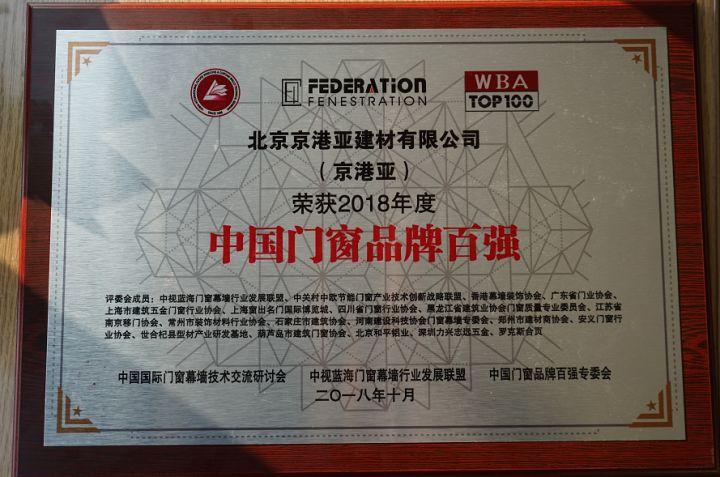 FEDERATION
FENESTRATION
WBA
TOP100
北京京港亚建材有限公司
（京港亚）
荣获2018年度
中国门窗品牌百强
评委会成员：中视蓝海门窗幕墙行业发展联盟、中关村中欧节能门窗产业技术创新战略联盟、香港幕墙装饰协会、广东省门业协会、
上海市建筑五金门窗行业协会、上海窗出名门国际博览城、四川省门窗行业协会、黑龙江省建筑业协会门窗质量专业委员会、江苏省
南京移门协会、常州市装饰材料行业协会、石家庄市建筑协会、河南建设科技协会门窗幕墙专委会、郑州市建材商协会、安义门窗行
业协会、世合杞县型材产业研发基地、葫芦岛市建筑门窗协会、北京和平铝业、深圳力兴志远五金、罗克斯合页
中国国际门窗幕墙技术交流研讨会 中视蓝海门窗幕墙行业发展联盟 中国门窗品牌百强专委会
二〇一八年十月